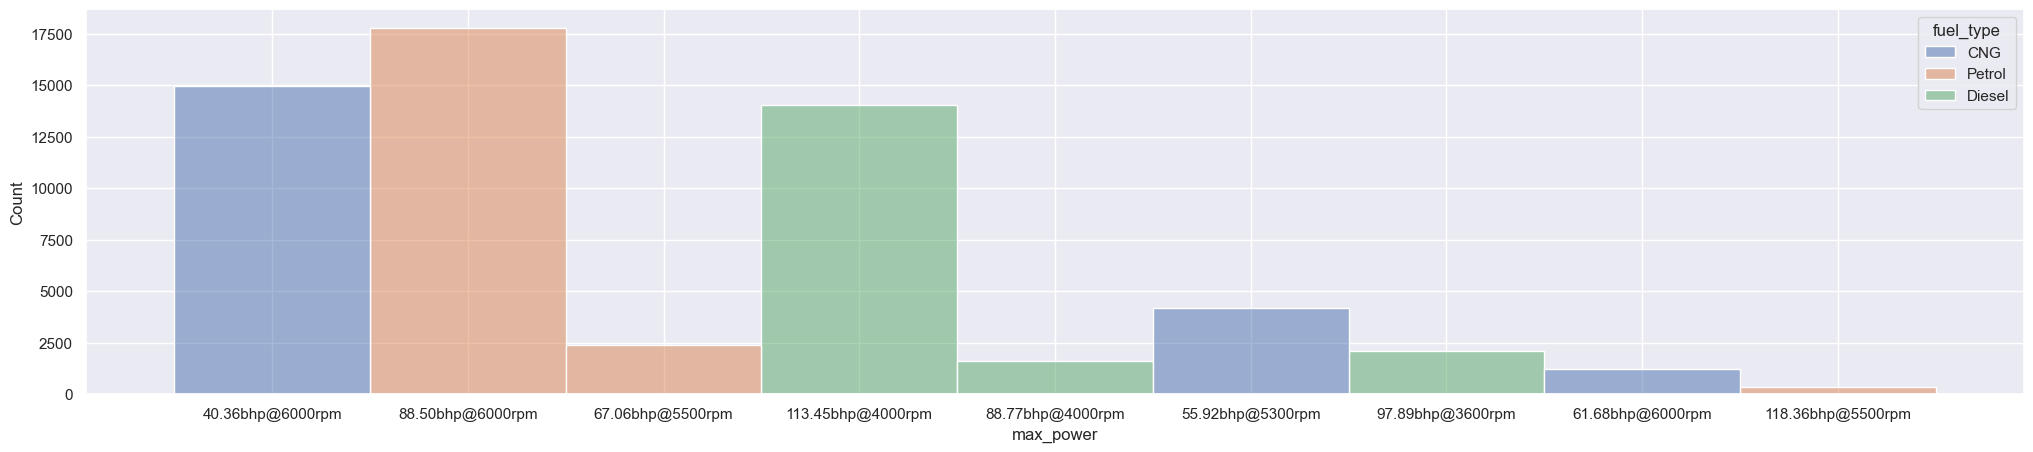 fuel_type
CNG
Petrol
Diesel
Count
17500
15000
12500
10000
7500
5000
2500
0
40.36bhp@6000rpm 88.50bhp@6000rpm 67.06bhp@5500rpm 113.45bhp@4000rpm 88.77bhp@4000rpm 55.92bhp@5300rpm 97.89bhp@3600rpm 61.68bhp@6000rpm 118.36bhp@5500rpm
max_power